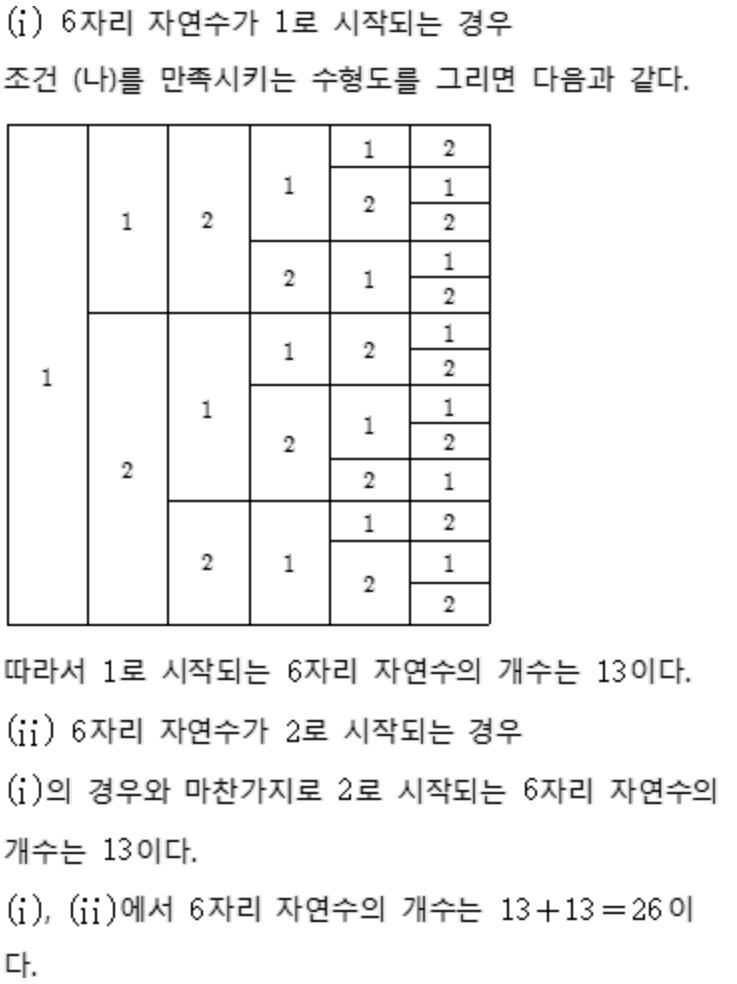 (i) 6자리 자연수가 1로 시작되는 경우
조건 (나)를 만족시키는 수형도를 그리면 다음과 같다.
1 2
1 2 1 1
2 2
1 2 1
2 1 1
2
1 2 1
1 2
1 1
2 1 2
2 2 1
1 2
2 1 1
2
2
따라서 1로 시작되는 6자리 자연수의 개수는 13이다.
(ii) 6자리 자연수가 2로 시작되는 경우
(i)의 경우와 마찬가지로 2로 시작되는 6자리 자연수의
개수는 13이다.
(i), (ii)에서 6자리 자연수의 개수는 13+13=26이
다.